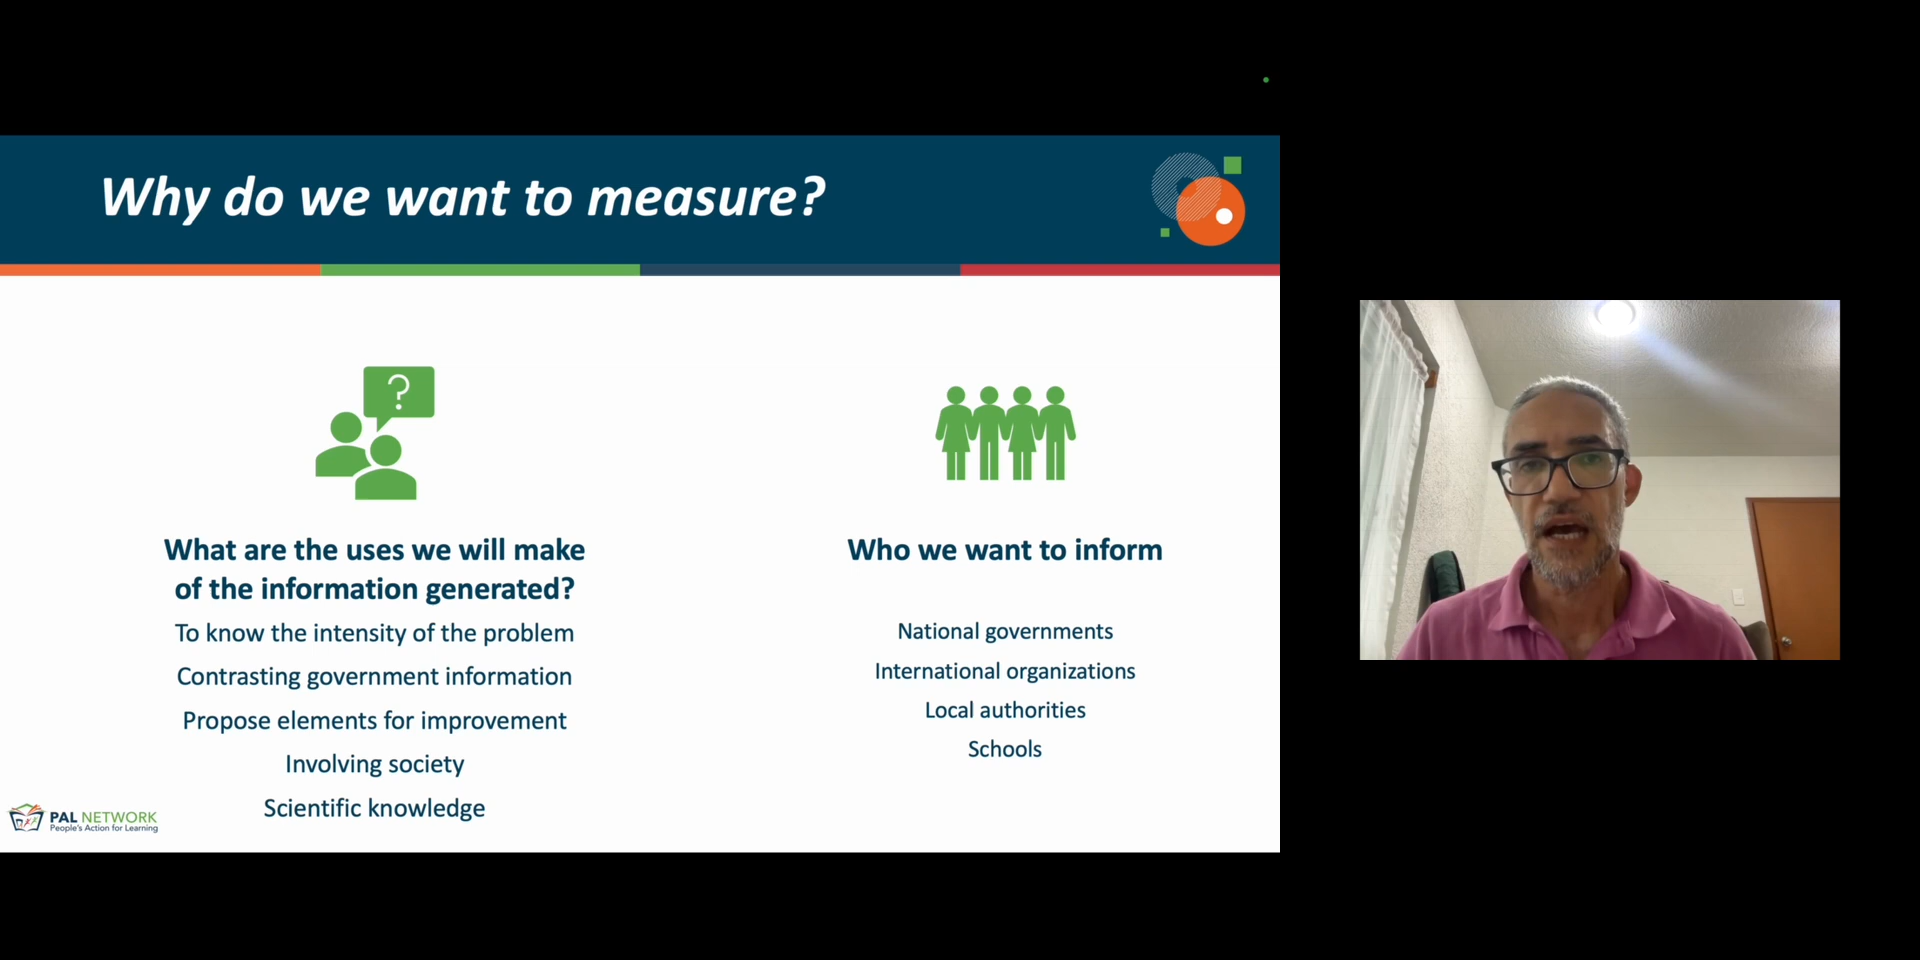 Why do we want to measure?
?
What are the uses we will make
of the information generated?
To know the intensity of the problem
Contrasting government information
Propose elements for improvement
Involving society
Scientific knowledge
Who we want to inform
National governments
International organizations
Local authorities
Schools
PAL NETWORK
People's Action for Learning